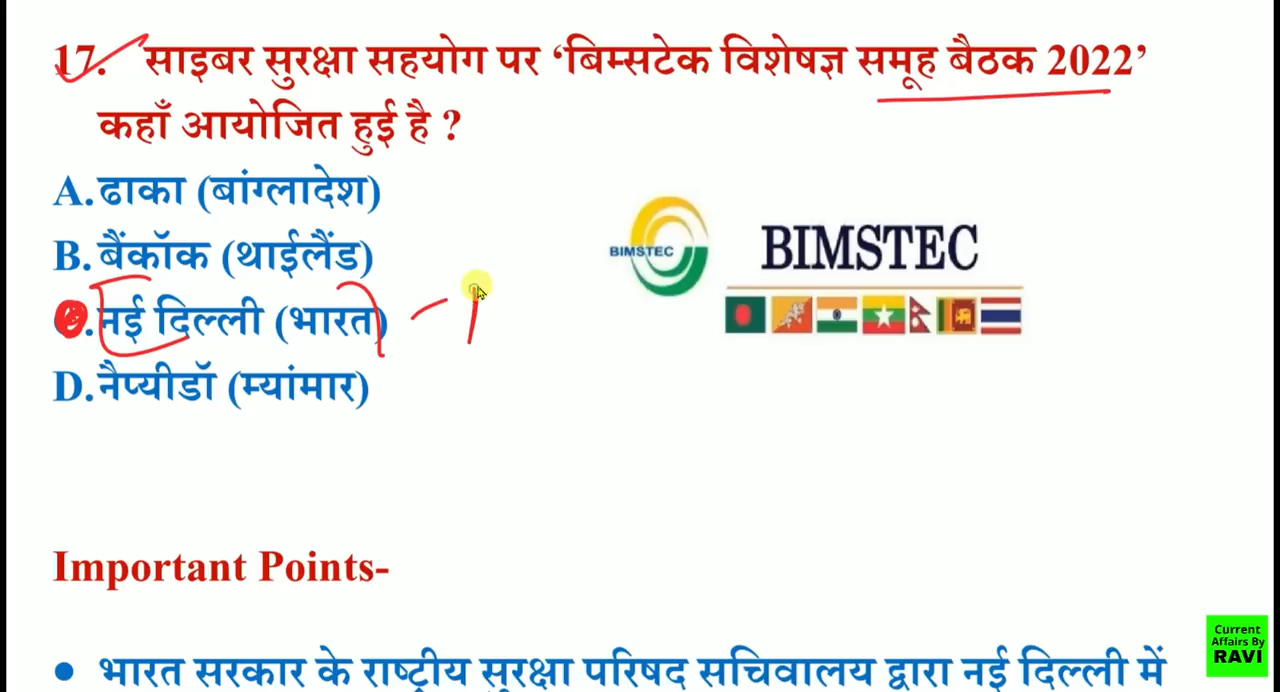 17. साइबर सुरक्षा सहयोग पर ‘बिम्सटेक विशेषज्ञ समूह बैठक 2022’
कहाँ आयोजित हुई है ?
A.ढाका (बांग्लादेश)
B.बैंकॉक (थाईलैंड)
.नई दिल्ली (भारत)
D.नैप्यीडॉ (म्यांमार)
BIMSTEC
BIMSTEC
Important Points-
• भारत सरकार के राष्ट्रीय सुरक्षा परिषद सचिवालय द्वारा नई दिल्ली में
Current
Affairs By
RAVI